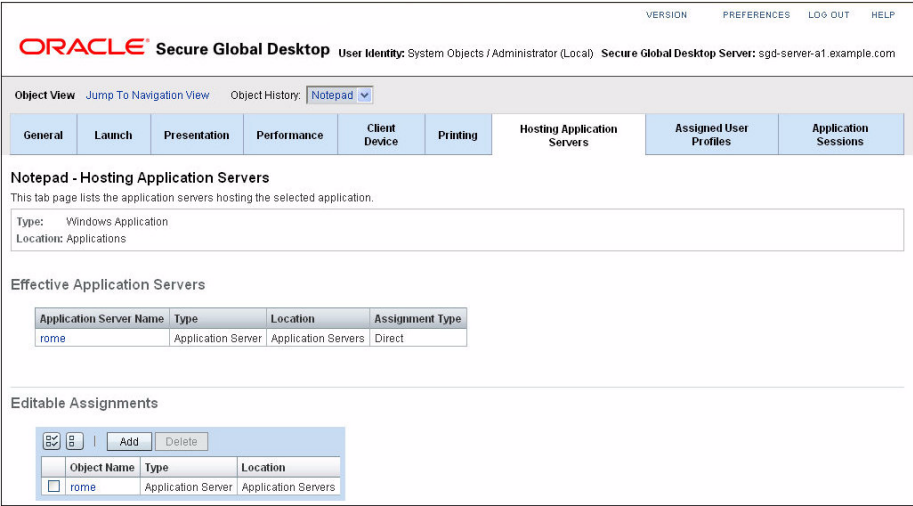 VERSION PREFERENCES LOG OUT HELP
ORACLE Secure Global Desktop User Identity: System Objects / Administrator (Local) Secure Global Desktop Server: sgd-server-a1.example.com
Object View Jump To Navigation View Object History: Notepad
General Launch Presentation Performance Client Device Printing Hosting Application Servers Assigned User Profiles Application Sessions
Notepad - Hosting Application Servers
This tab page lists the application servers hosting the selected application.
Type: Windows Application
Location: Applications
Effective Application Servers
Application Server Name Type Location Assignment Type
rome Application Server Application Servers Direct
Editable Assignments
Add Delete
Object Name Type Location
rome Application Server Application Servers